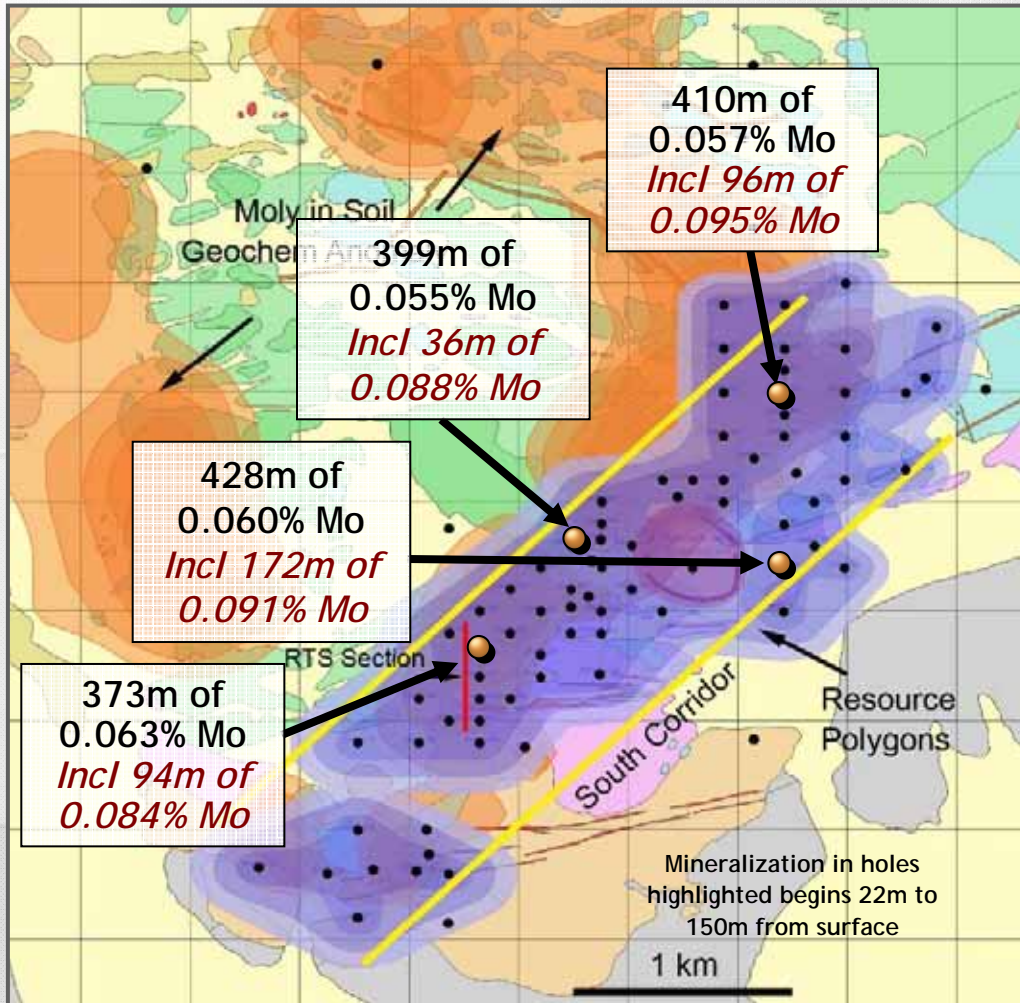 410m of
0.057% Mo
Incl 96m of
0.095% Mo
Moly in Soil
Geochem
399m of
0.055% Mo
Incl 36m of
0.088% Mo
428m of
0.060% Mo
Incl 172m of
0.091% Mo
RTS Section
373m of
0.063% Mo
Incl 94m of
0.084% Mo
South Corridor
Resource
Polygons
Mineralization in holes
highlighted begins 22m to
150m from surface
1 km